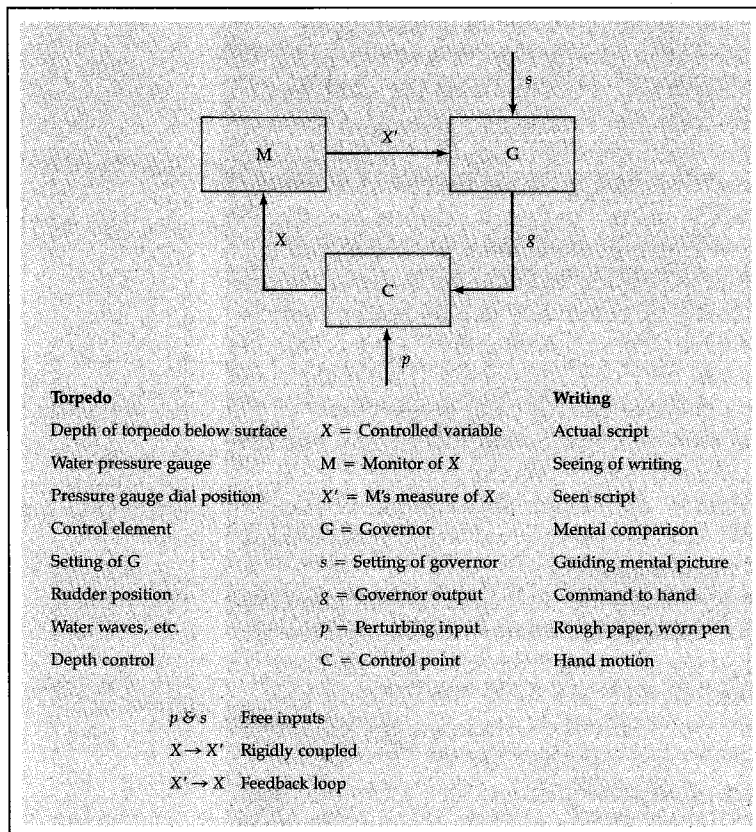 s
M X' G
X g
C
p
Torpedo Writing
Depth of torpedo below surface X = Controlled variable Actual script
Water pressure gauge M = Monitor of X Seeing of writing
Pressure gauge dial position X' = M's measure of X Seen script
Control element G = Governor Mental comparison
Setting of G s = Setting of governor Guiding mental picture
Rudder position g = Governor output Command to hand
Water waves, etc. p = Perturbing input Rough paper, worn pen
Depth control C = Control point Hand motion
p & s Free inputs
X → X' Rigidly coupled
X' → X Feedback loop